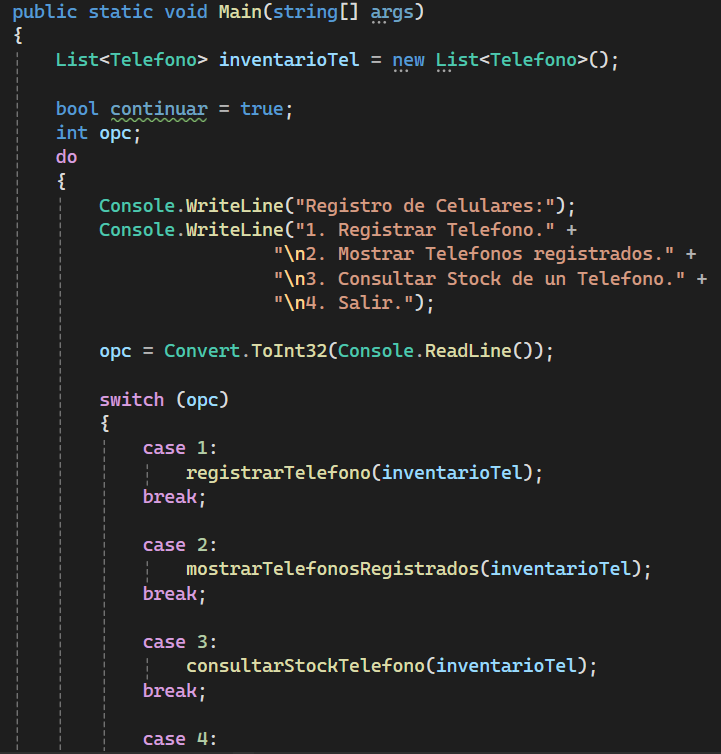 public static void Main(string[] args)
{
List<Telefono> inventarioTel = new List<Telefono>();
bool continuar = true;
int opc;
do
{
Console.WriteLine("Registro de Celulares:");
Console.WriteLine("1. Registrar Telefono." +
"\n2. Mostrar Telefonos registrados." +
"\n3. Consultar Stock de un Telefono." +
"\n4. Salir.");
opc = Convert.ToInt32(Console.ReadLine());
switch (opc)
{
case 1:
registrarTelefono(inventarioTel);
break;
case 2:
mostrarTelefonosRegistrados(inventarioTel);
break;
case 3:
consultarStockTelefono(inventarioTel);
break;
case 4: